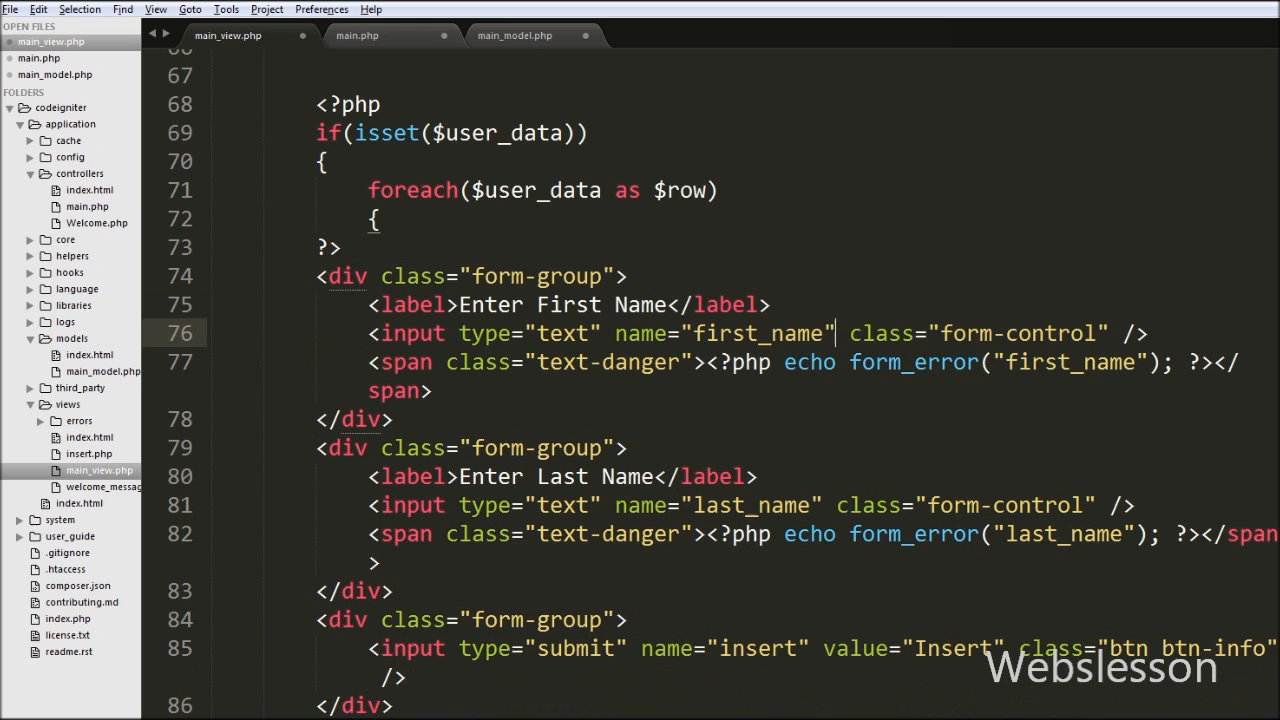 File Edit Selection Find View Goto Tools Project Preferences Help
OPEN FILES
main_view.php
main.php
main_model.php
FOLDERS
codeigniter
application
cache
config
controllers
index.html
main.php
Welcome.php
core
helpers
hooks
language
libraries
logs
models
index.html
main_model.php
third_party
views
errors
index.html
insert.php
main_view.php
welcome_messag
index.html
system
user_guide
.gitignore
.htaccess
composer.json
contributing.md
index.php
license.txt
readme.rst
main_view.php main.php main_model.php
66
67
68 <?php
69 if(isset($user_data))
70 {
71 foreach($user_data as $row)
72 {
73 ?>
74 <div class="form-group">
75 <label>Enter First Name</label>
76 <input type="text" name="first_name" class="form-control" />
77 <span class="text-danger"><?php echo form_error("first_name"); ?></
span>
78 </div>
79 <div class="form-group">
80 <label>Enter Last Name</label>
81 <input type="text" name="last_name" class="form-control" />
82 <span class="text-danger"><?php echo form_error("last_name"); ?></span
>
83 </div>
84 <div class="form-group">
85 <input type="submit" name="insert" value="Insert" class="btn btn-info"
/>
86 </div>
Webslesson